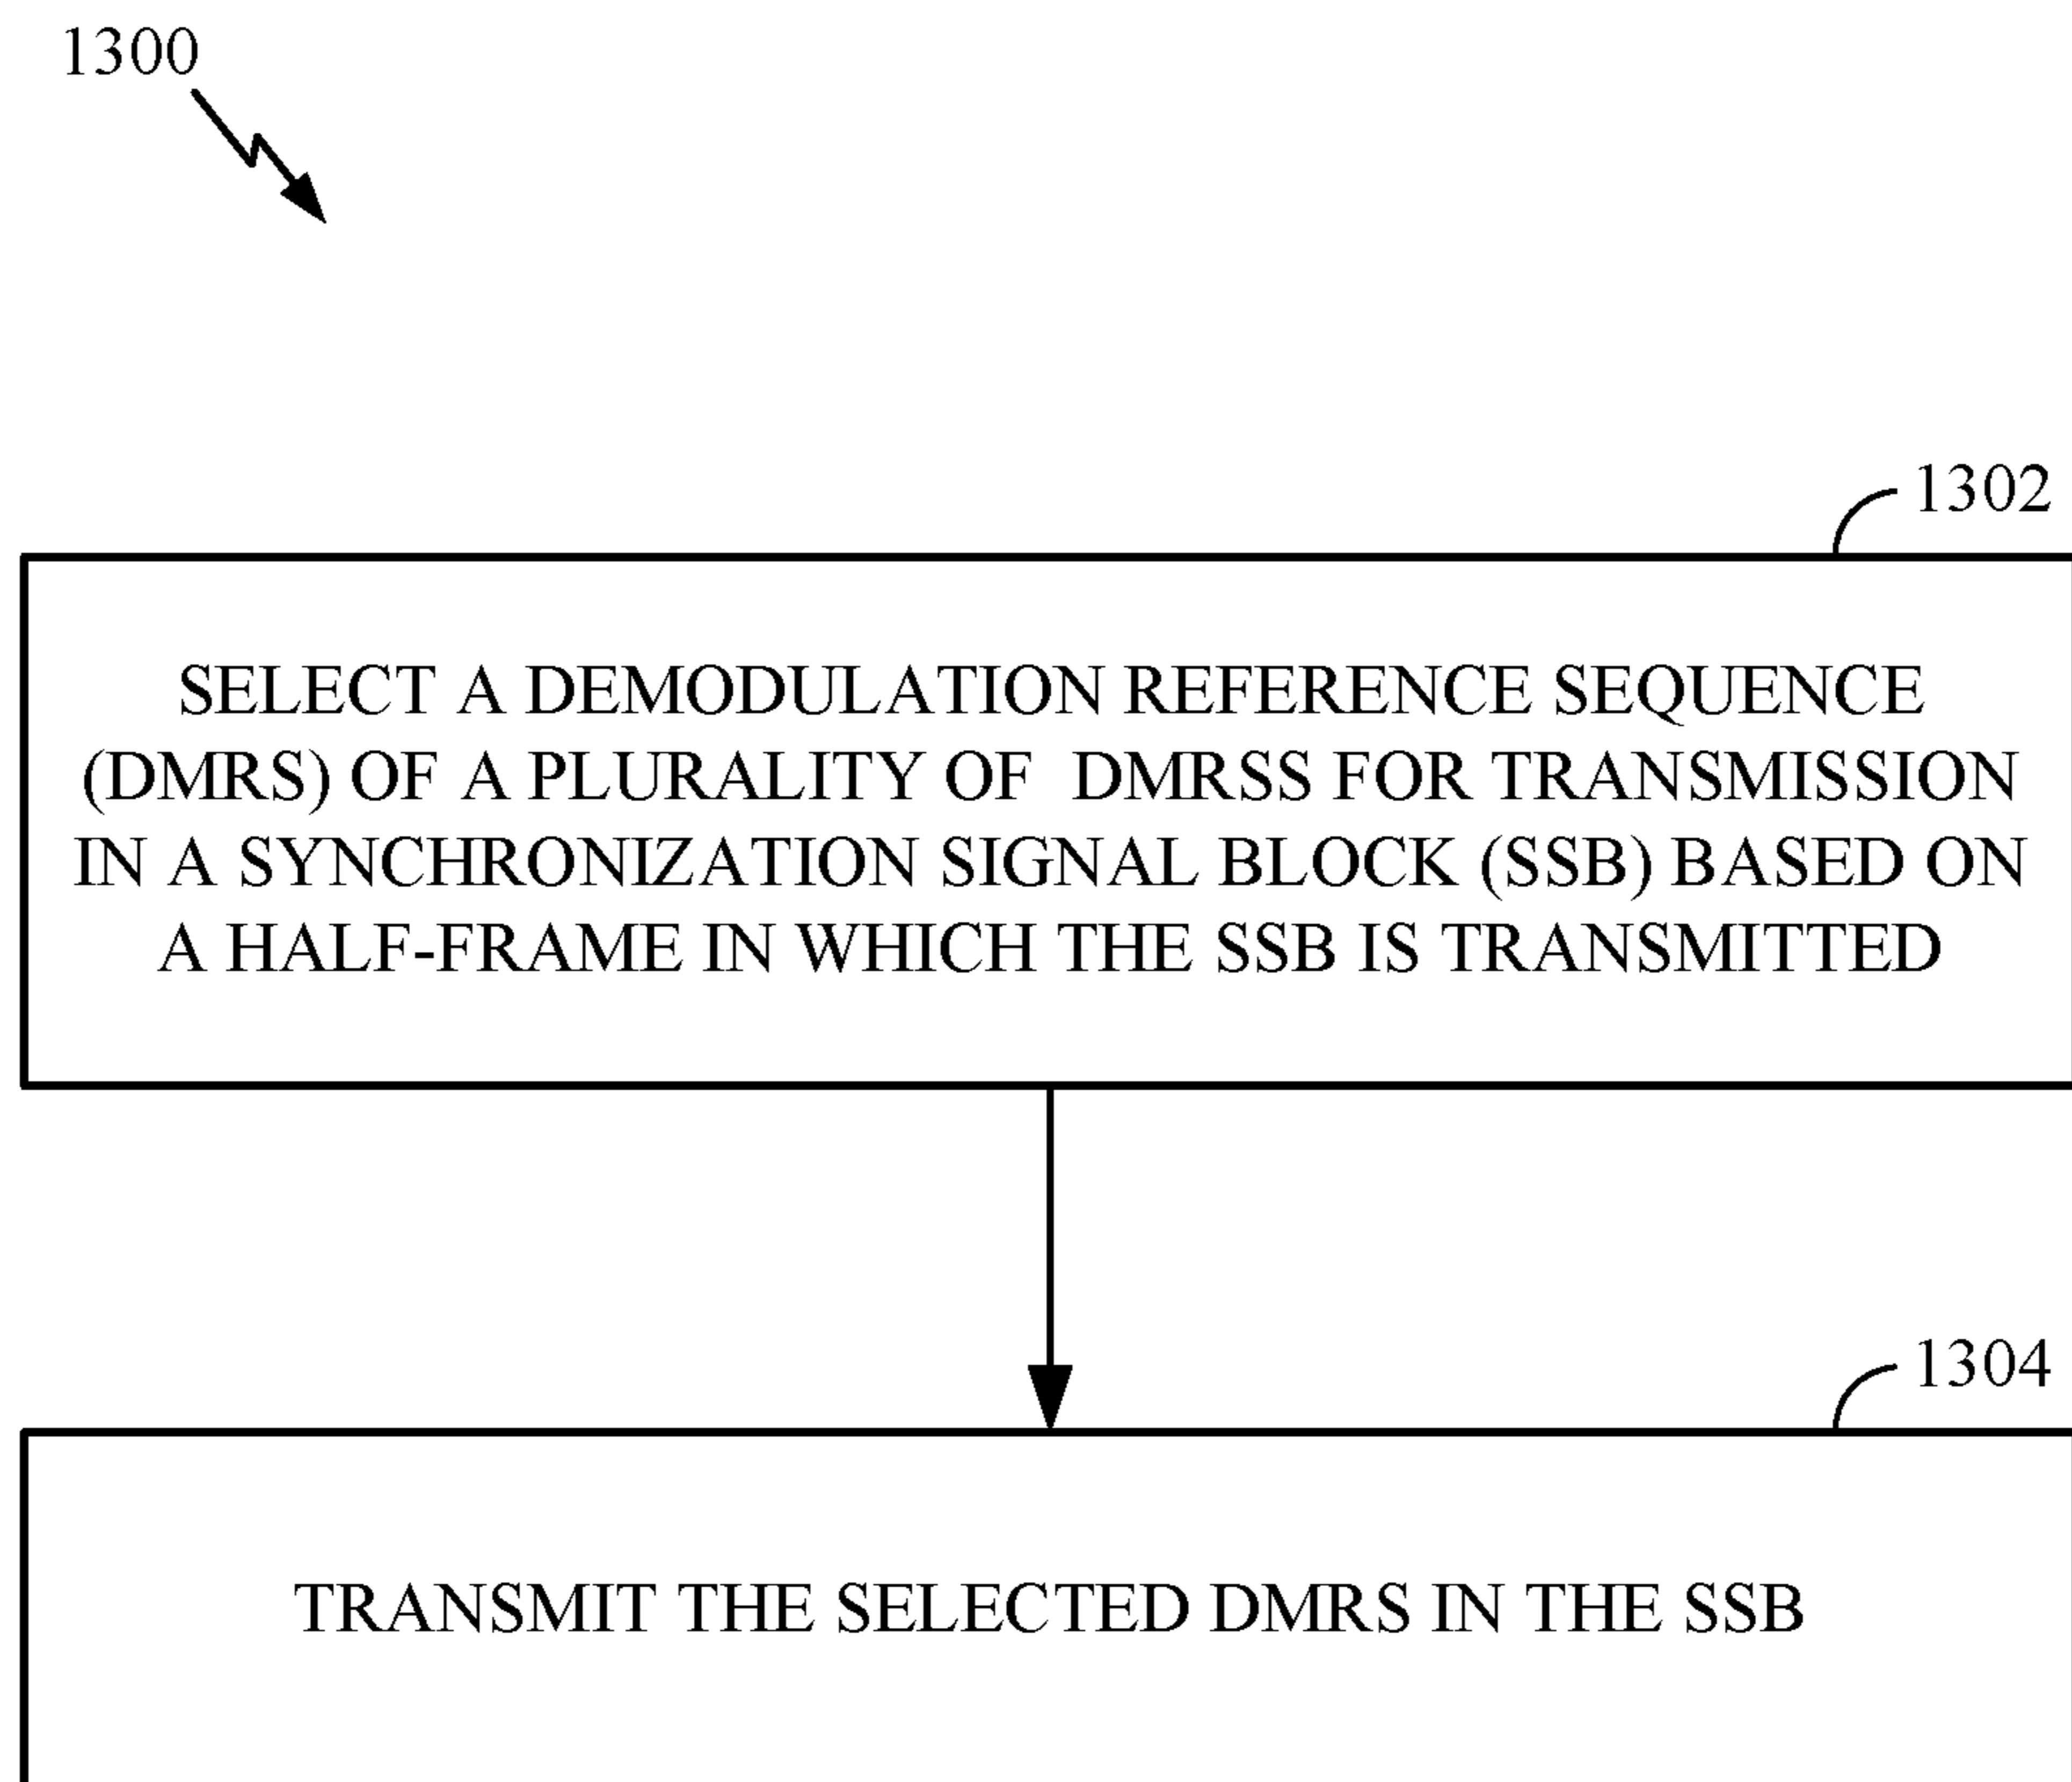 1300
1302
SELECT A DEMODULATION REFERENCE SEQUENCE
(DMRS) OF A PLURALITY OF DMRSS FOR TRANSMISSION
IN A SYNCHRONIZATION SIGNAL BLOCK (SSB) BASED ON
A HALF-FRAME IN WHICH THE SSB IS TRANSMITTED
1304
TRANSMIT THE SELECTED DMRS IN THE SSB